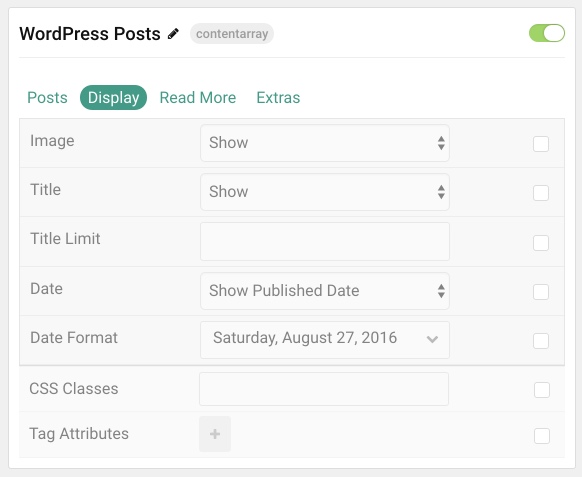 WordPress Posts contentarray
Posts Display Read More Extras
Image Show
Title Show
Title Limit
Date Show Published Date
Date Format Saturday, August 27, 2016
CSS Classes
Tag Attributes +